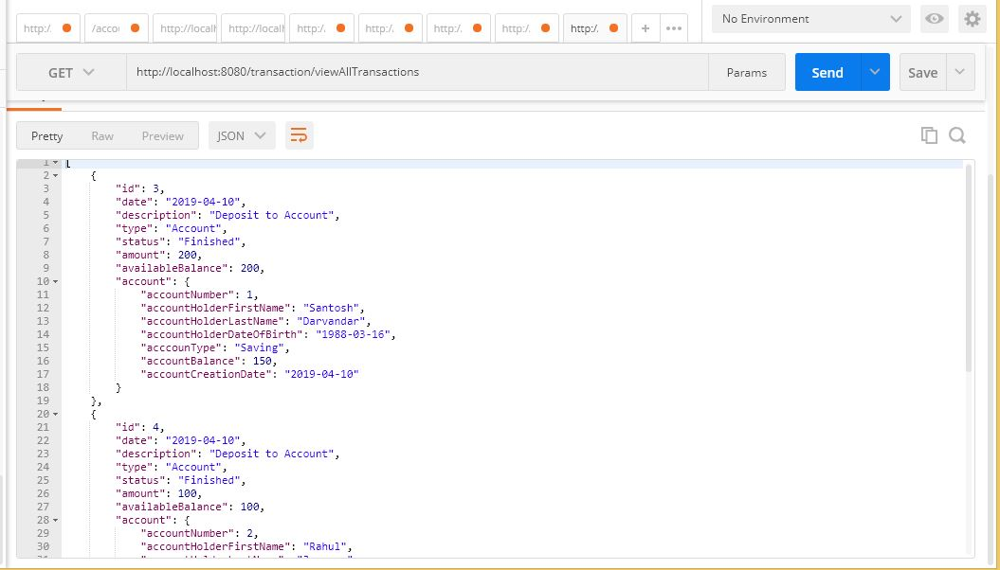 http:/. /accou http://localh http://localh http:/. http:/. http:/. http:/. http:/. + ••• No Environment
GET http://localhost:8080/transaction/viewAllTransactions Params Send Save
Pretty Raw Preview JSON
1 [
2 {
3 "id": 3,
4 "date": "2019-04-10",
5 "description": "Deposit to Account",
6 "type": "Account",
7 "status": "Finished",
8 "amount": 200,
9 "availableBalance": 200,
10 "account": {
11 "accountNumber": 1,
12 "accountHolderFirstName": "Santosh",
13 "accountHolderLastName": "Darvandar",
14 "accountHolderDateOfBirth": "1988-03-16",
15 "acccounType": "Saving",
16 "accountBalance": 150,
17 "accountCreationDate": "2019-04-10"
18 }
19 },
20 {
21 "id": 4,
22 "date": "2019-04-10",
23 "description": "Deposit to Account",
24 "type": "Account",
25 "status": "Finished",
26 "amount": 100,
27 "availableBalance": 100,
28 "account": {
29 "accountNumber": 2,
30 "accountHolderFirstName": "Rahul",